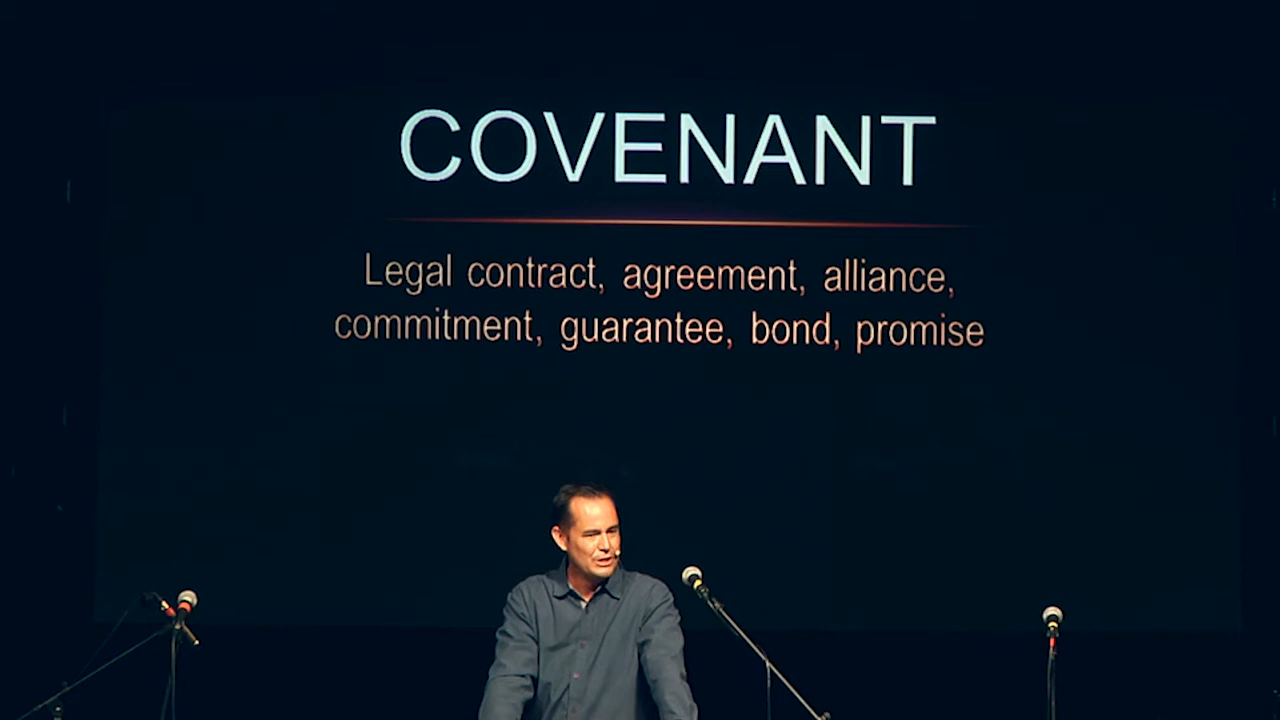 COVENANT
Legal contract, agreement, alliance,
commitment, guarantee, bond, promise